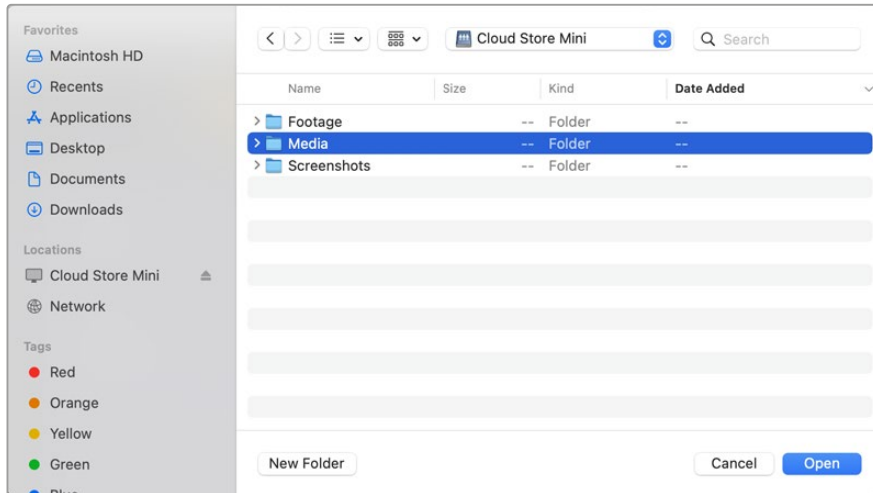 Favorites
Macintosh HD
Recents
Applications
Desktop
Documents
Downloads
Locations
Cloud Store Mini
Network
Tags
Red
Orange
Yellow
Green
Blue
Cloud Store Mini
Search
Name Size Kind Date Added
Footage -- Folder --
Media -- Folder --
Screenshots -- Folder --
New Folder
Cancel
Open